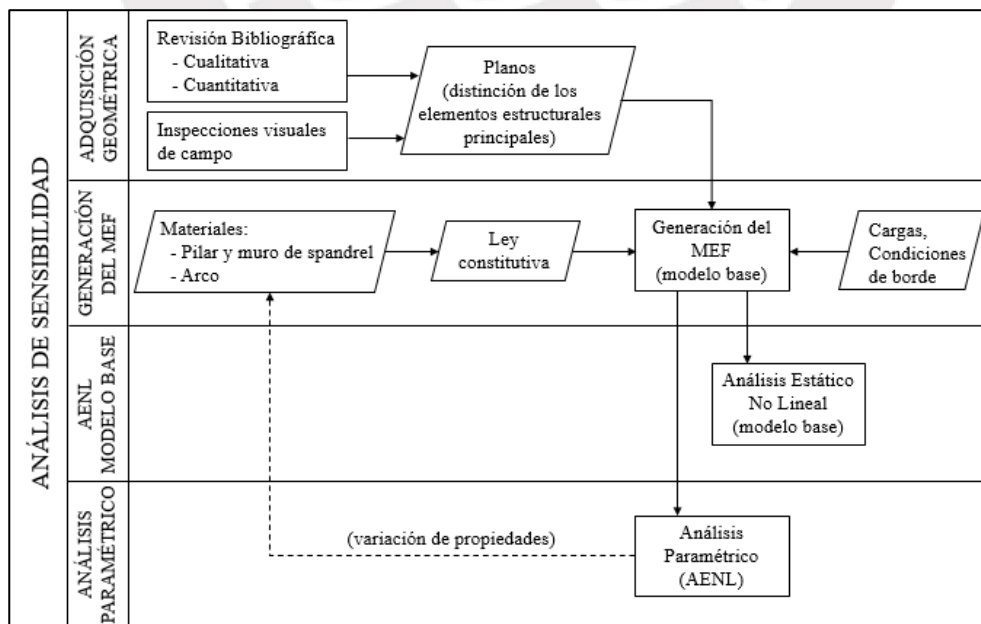 ANÁLISIS DE SENSIBILIDAD
ADQUISICIÓN
GEOMÉTRICA
Revisión Bibliográfica
- Cualitativa
- Cuantitativa
Inspecciones visuales
de campo
Planos
(distinción de los
elementos estructurales
principales)
GENERACIÓN
DEL MEF
Materiales:
- Pilar y muro de spandrel
- Arco
Ley
constitutiva
Generación del
MEF
(modelo base)
Cargas,
Condiciones
de borde
AENL
MODELO BASE
Análisis Estático
No Lineal
(modelo base)
ANÁLISIS
PARAMÉTRICO
(variación de propiedades)
Análisis
Paramétrico
(AENL)